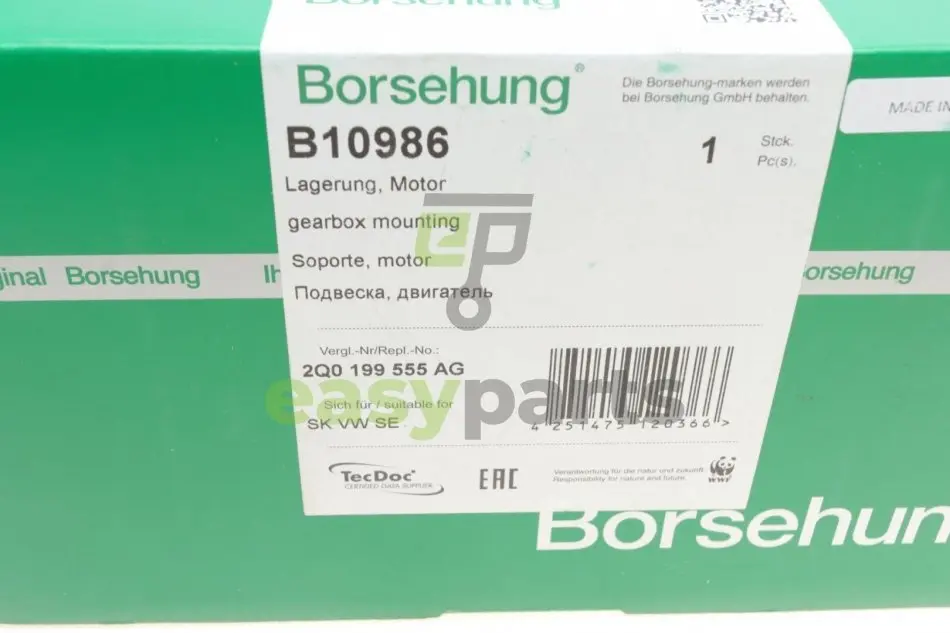 Borsehung
Borsehung®
Die Borsehung-marken werden
bei Borsehung GmbH behalten.
MADE IN
B10986
1
Stck.
Pc(s).
Lagerung, Motor
gearbox mounting
Soporte, motor
Подвеска, двигатель
ginal Borsehung
orsehung
Vergl.-Nr/Repl.-No.:
2Q0 199 555 AG
Sich für / suitable for
SK VW SE
easyparts
4 251475 120366 >
TecDoc
CERTIFIED DATA SUPPLIER
EAC
Verantwortung für die natur und zukunft.
Responsibility for nature and future.
WWF
Borsehun